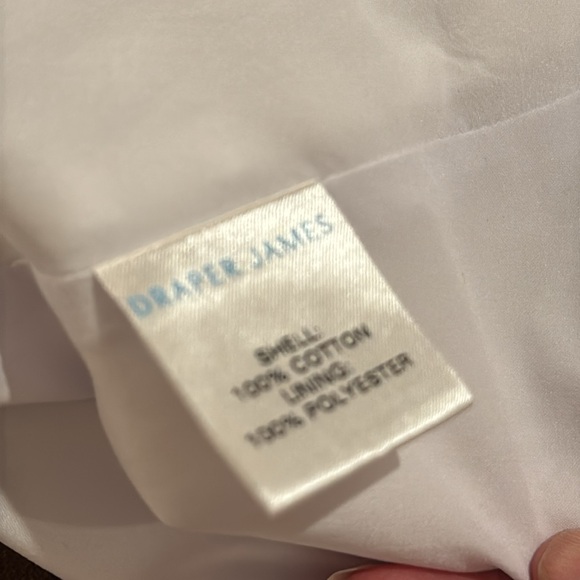 DRAPER JAMES
SHELL:
100% COTTON
LINING:
100% POLYESTER